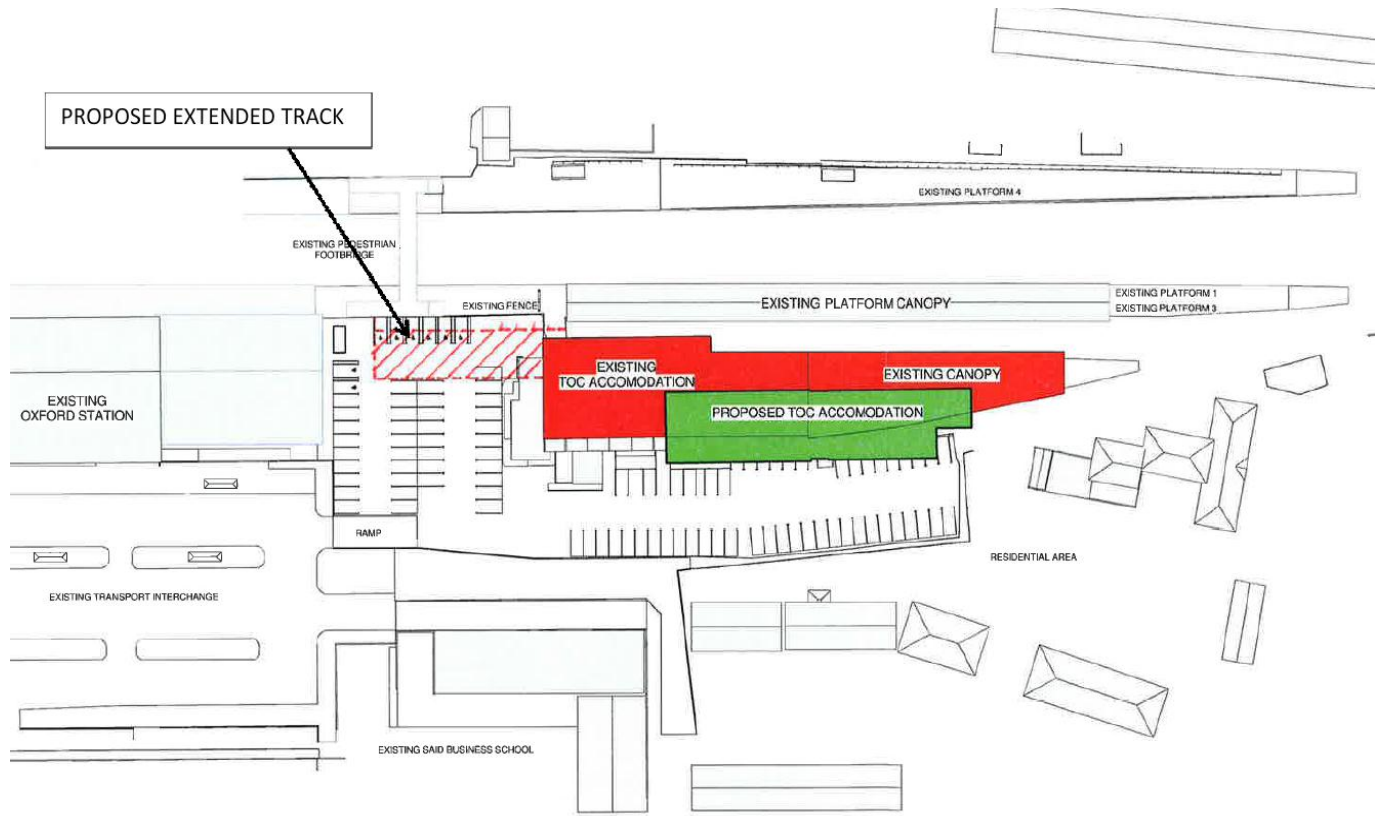 PROPOSED EXTENDED TRACK
EXISTING PLATFORM 4
EXISTING PEDESTRIAN
FOOTBRIDGE
EXISTING FENCE
EXISTING PLATFORM CANOPY
EXISTING PLATFORM 1
EXISTING PLATFORM 3
EXISTING
TOC ACCOMODATION
EXISTING CANOPY
EXISTING
OXFORD STATION
PROPOSED TOC ACCOMODATION
RAMP
RESIDENTIAL AREA
EXISTING TRANSPORT INTERCHANGE
EXISTING SAID BUSINESS SCHOOL